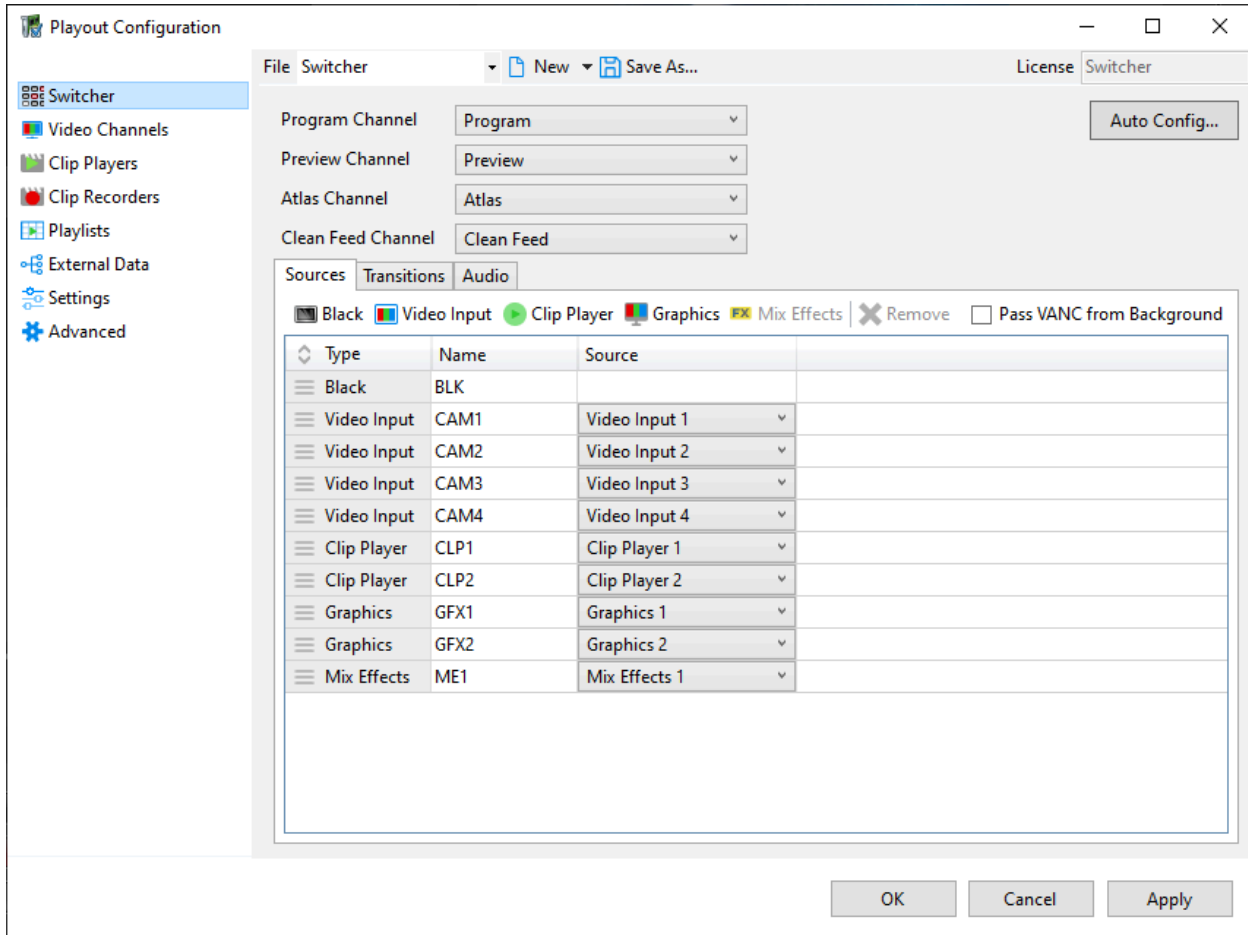 Playout Configuration
File Switcher New Save As... License Switcher
Switcher
Video Channels
Clip Players
Clip Recorders
Playlists
External Data
Settings
Advanced
Program Channel Program Auto Config...
Preview Channel Preview
Atlas Channel Atlas
Clean Feed Channel Clean Feed
Sources Transitions Audio
Black Video Input Clip Player Graphics FX Mix Effects Remove Pass VANC from Background
Type Name Source
Black BLK
Video Input CAM1 Video Input 1
Video Input CAM2 Video Input 2
Video Input CAM3 Video Input 3
Video Input CAM4 Video Input 4
Clip Player CLP1 Clip Player 1
Clip Player CLP2 Clip Player 2
Graphics GFX1 Graphics 1
Graphics GFX2 Graphics 2
Mix Effects ME1 Mix Effects 1
OK Cancel Apply